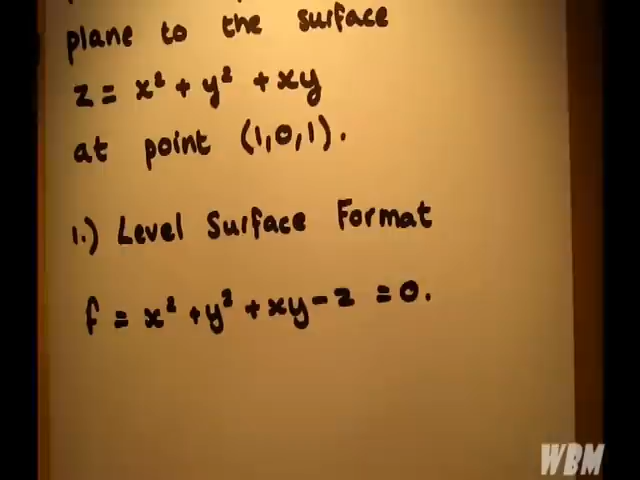 plane to the surface
z = x² + y² + xy
at point (1,0,1).
1.) Level Surface Format
f = x² + y² + xy - z = 0.
WBM